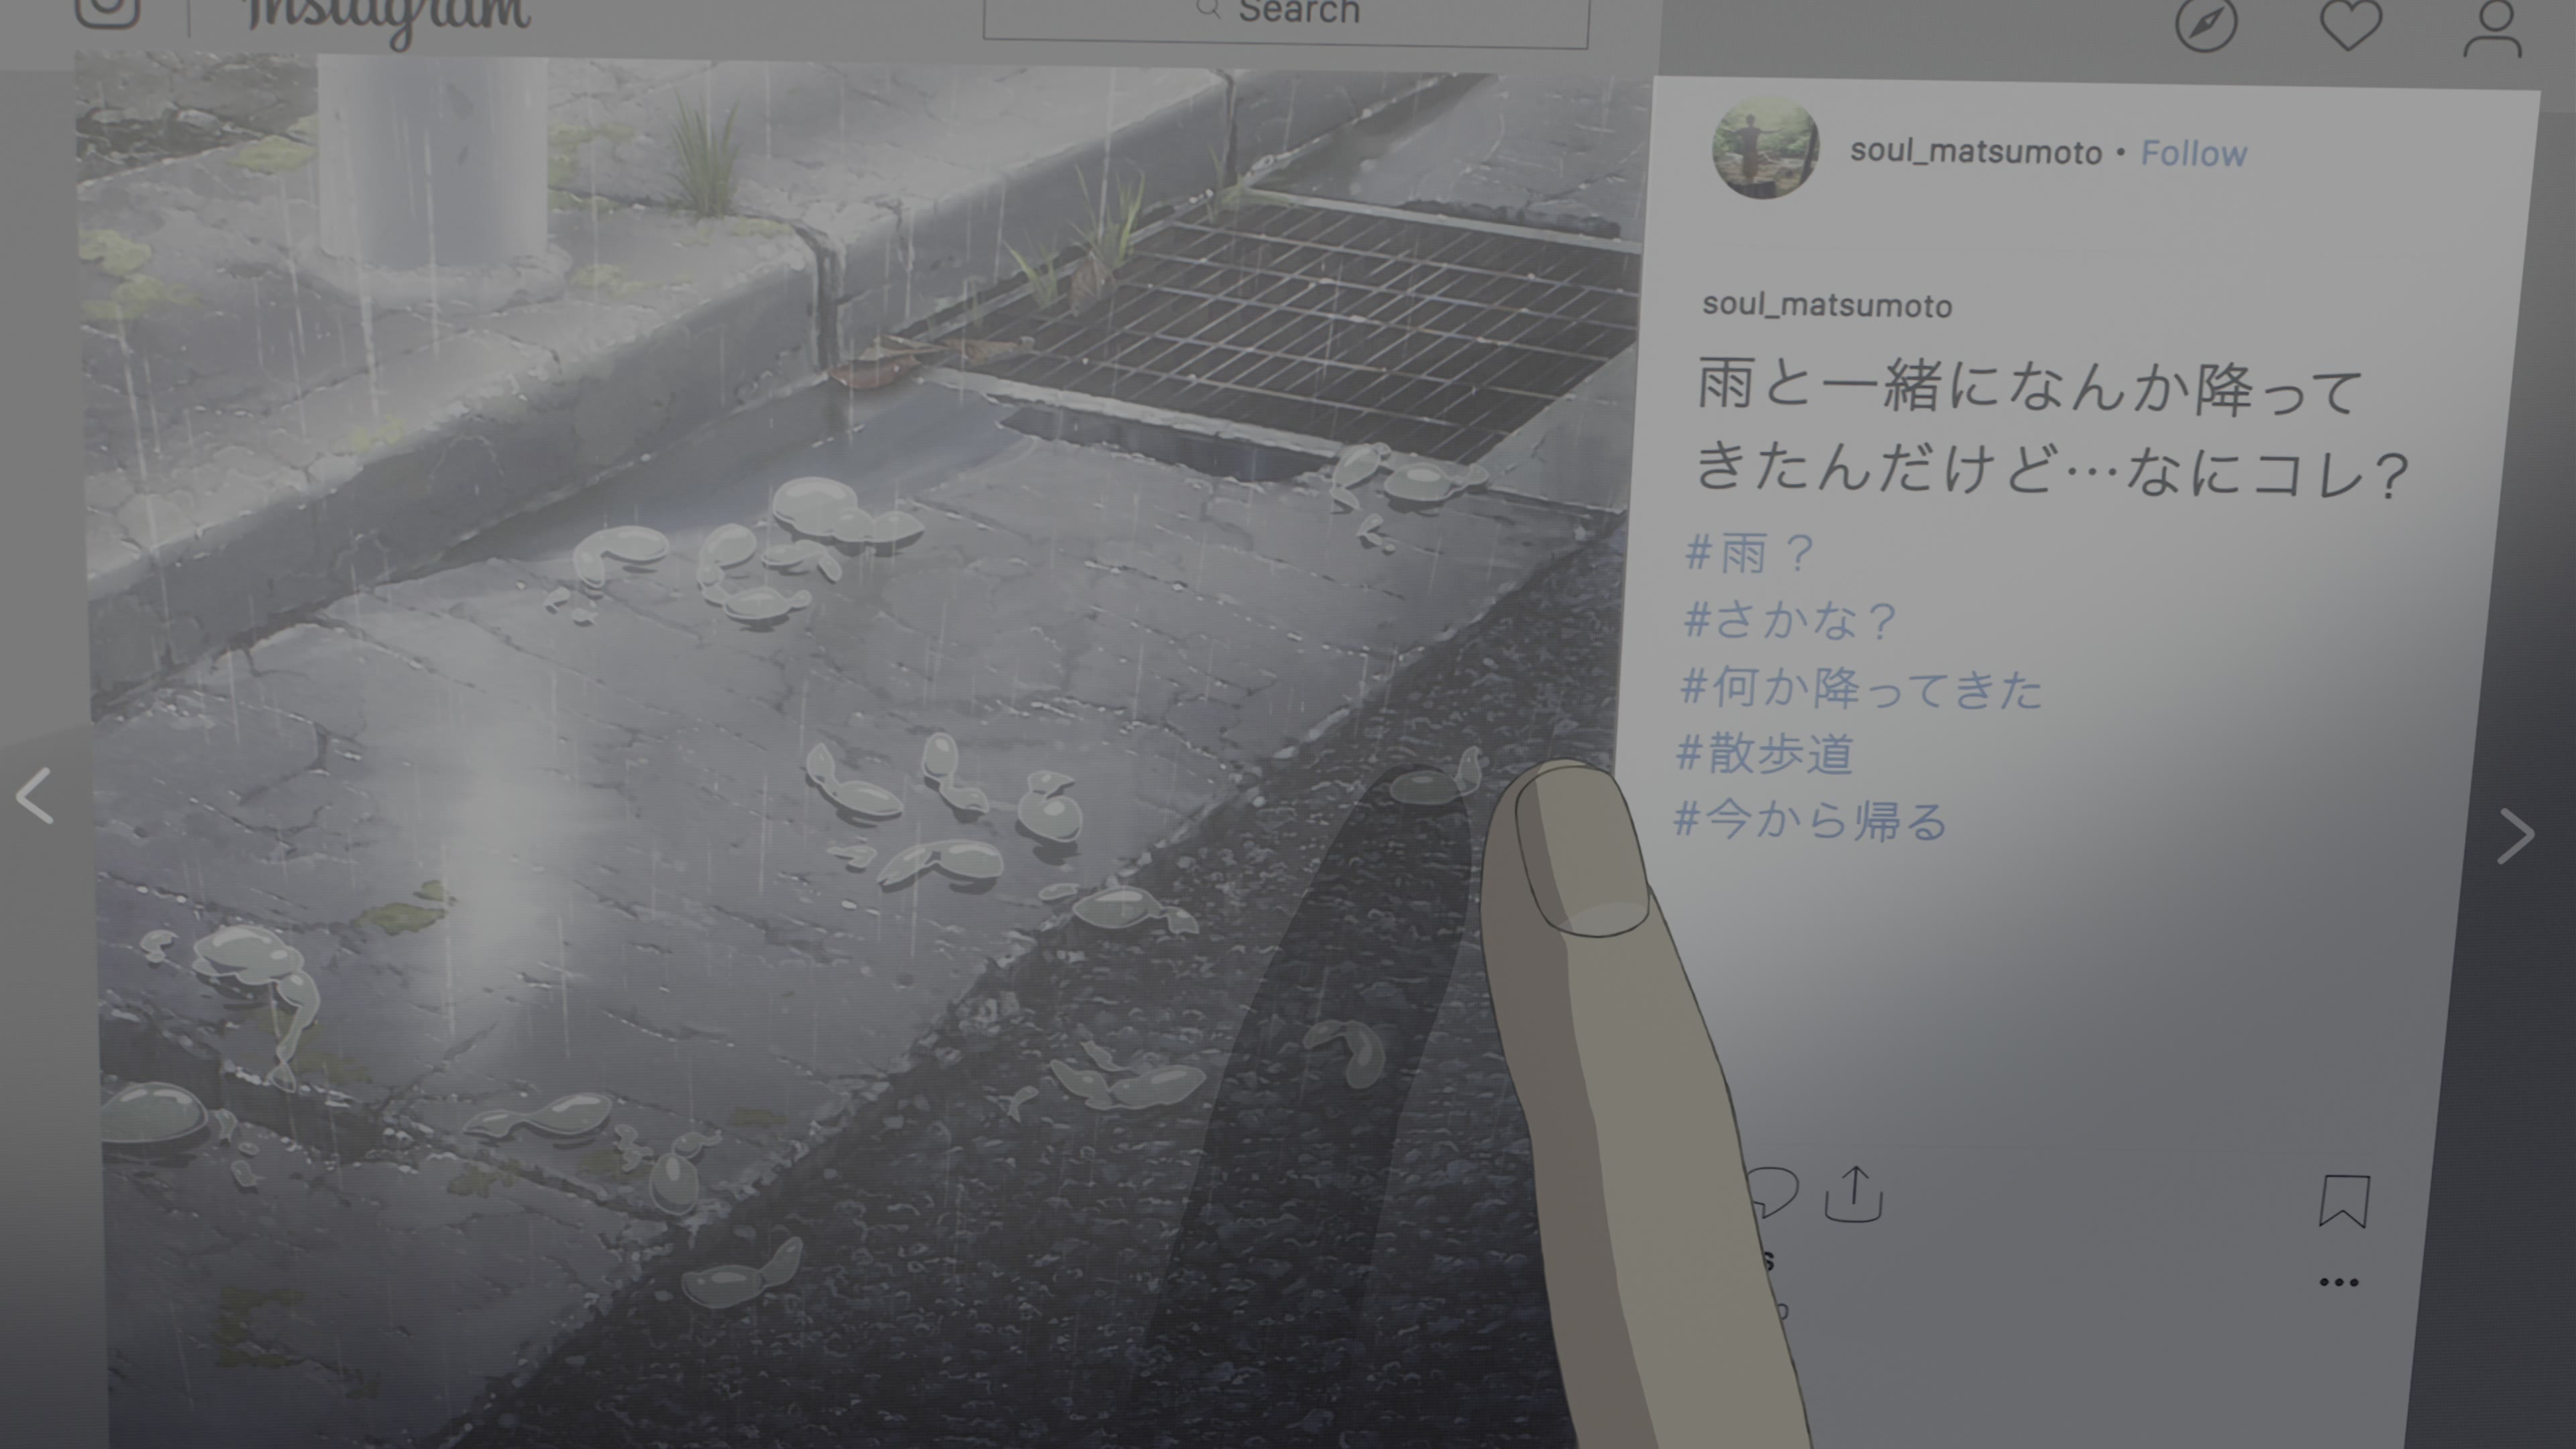 Instagram
Search
soul_matsumoto • Follow
soul_matsumoto
雨と一緒になんか降って
きたんだけど…なにコレ?
#雨？
#さかな？
#何か降ってきた
#散歩道
#今から帰る